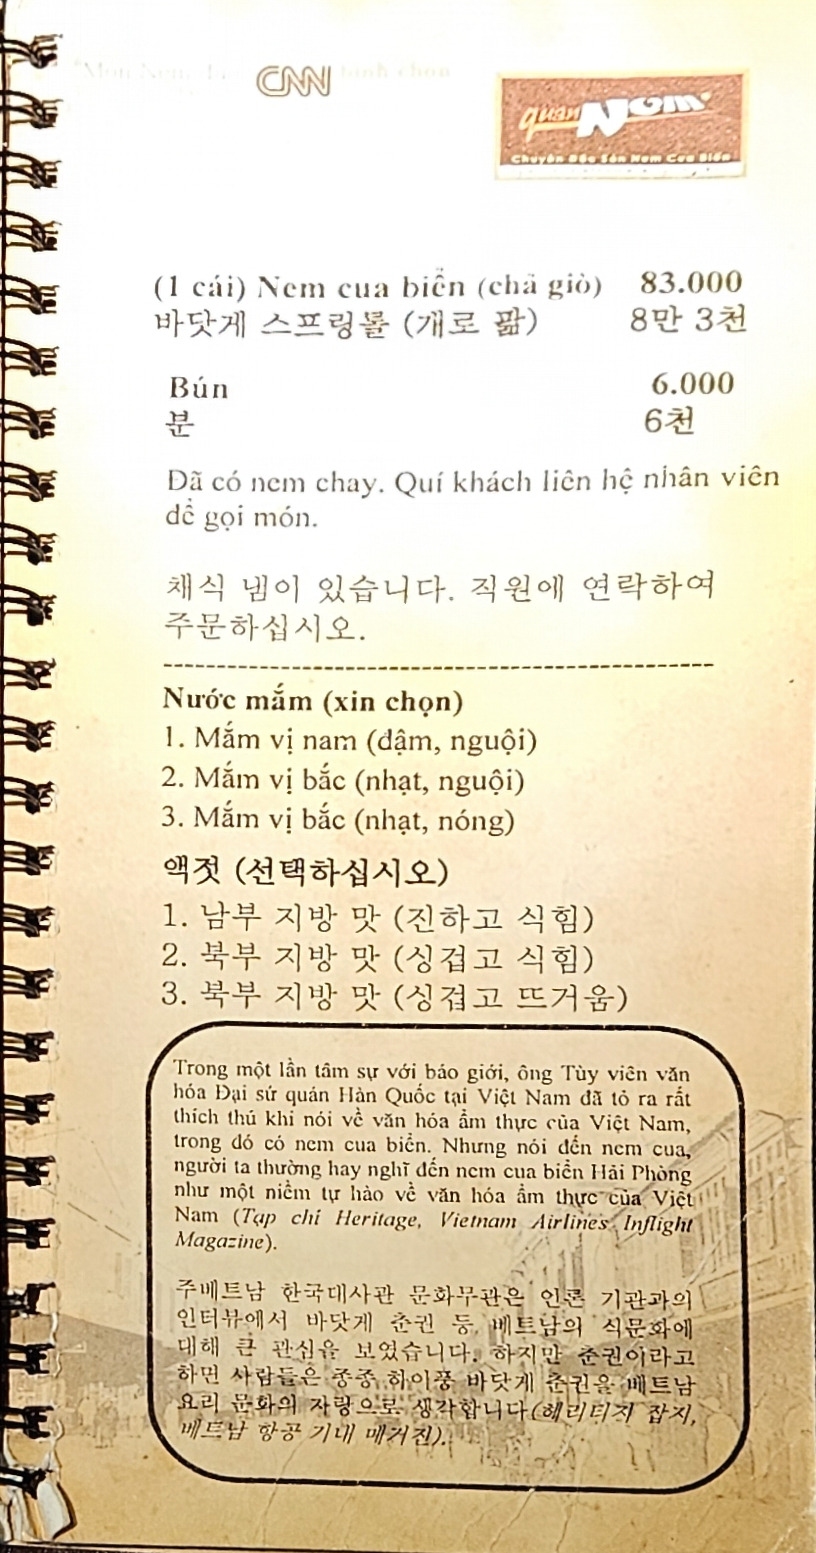 CNN
quán Nem
Chuyên Đặc Sản Nem Cua Biển
(1 cái) Nem cua biển (chả giò) 83.000
바닷게 스프링롤 (개로 팖) 8만 3천
Bún 6.000
분 6천
Đã có nem chay. Quí khách liên hệ nhân viên
để gọi món.
채식 넴이 있습니다. 직원에 연락하여
주문하십시오.
Nước mắm (xin chọn)
1. Mắm vị nam (đậm, nguội)
2. Mắm vị bắc (nhạt, nguội)
3. Mắm vị bắc (nhạt, nóng)
액젓 (선택하십시오)
1. 남부 지방 맛 (진하고 식힘)
2. 북부 지방 맛 (싱겁고 식힘)
3. 북부 지방 맛 (싱겁고 뜨거움)
Trong một lần tâm sự với báo giới, ông Tùy viên văn
hóa Đại sứ quán Hàn Quốc tại Việt Nam đã tỏ ra rất
thích thú khi nói về văn hóa ẩm thực của Việt Nam,
trong đó có nem cua biển. Nhưng nói đến nem cua,
người ta thường hay nghĩ đến nem cua biển Hải Phòng
như một niềm tự hào về văn hóa ẩm thực của Việt
Nam (Tạp chí Heritage, Vietnam Airlines Inflight
Magazine).
주베트남 한국대사관 문화무관은 언론 기관과의
인터뷰에서 바닷게 춘권 등 베트남의 식문화에
대해 큰 관심을 보였습니다. 하지만 춘권이라고
하면 사람들은 종종 하이퐁 바닷게 춘권을 베트남
요리 문화의 자랑으로 생각합니다(헤리티지 잡지,
베트남 항공 기내 매거진).